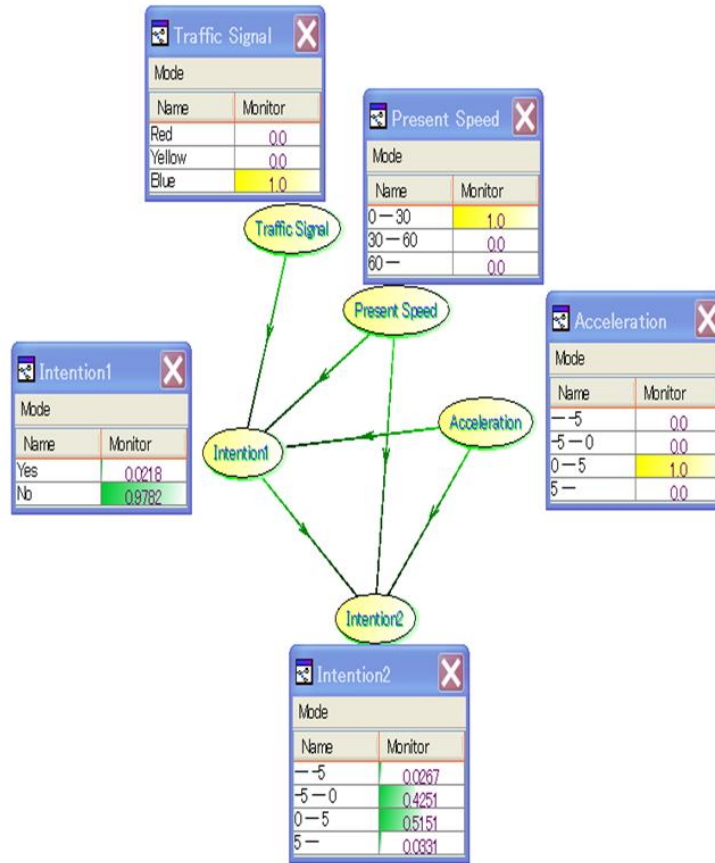 Traffic Signal
Mode
Name Monitor
Red 0.0
Yellow 0.0
Blue 1.0
Present Speed
Mode
Name Monitor
0－30 1.0
30－60 0.0
60－ 0.0
Traffic Signal
Present Speed
Acceleration
Mode
Name Monitor
－-5 0.0
-5－0 0.0
0－5 1.0
5－ 0.0
Intention1
Mode
Name Monitor
Yes 0.0218
No 0.9782
Acceleration
Intention1
Intention2
Intention2
Mode
Name Monitor
－-5 0.0267
-5－0 0.4251
0－5 0.5151
5－ 0.0331